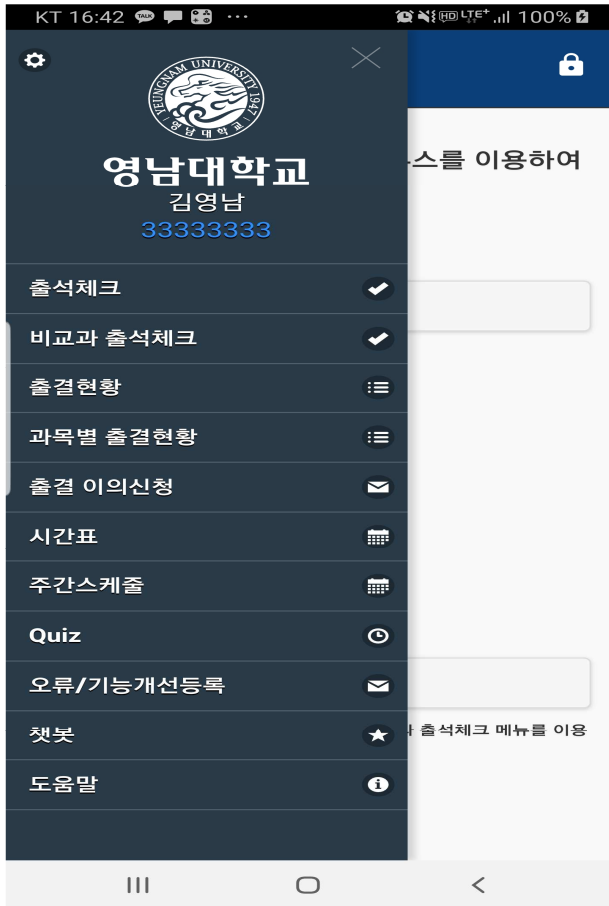 KT 16:42 TALK ··· HD LTE+ 100%
YEUNGNAM UNIVERSITY 1947
영남대학교
영남대학교
김영남
33333333
스를 이용하여
출석체크
비교과 출석체크
출결현황
과목별 출결현황
출결 이의신청
시간표
주간스케줄
Quiz
오류/기능개선등록
챗봇
출석체크 메뉴를 이용
도움말